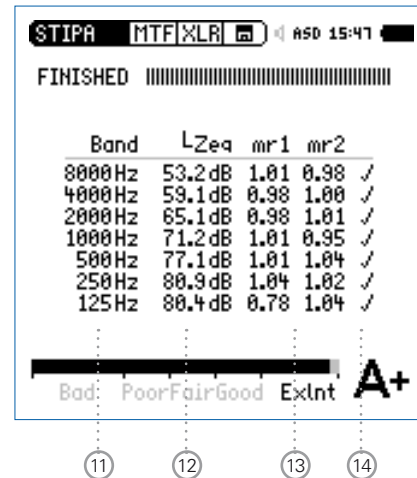 STIPA MTF XLR ASD 15:47
FINISHED
Band LZeq mr1 mr2
8000Hz 53.2dB 1.01 0.98 ✓
4000Hz 59.1dB 0.98 1.00 ✓
2000Hz 65.1dB 0.98 1.01 ✓
1000Hz 71.2dB 1.01 0.95 ✓
500Hz 77.1dB 1.01 1.04 ✓
250Hz 80.9dB 1.04 1.02 ✓
125Hz 80.4dB 0.78 1.04 ✓
Bad Poor Fair Good Exlnt A+
11 12 13 14